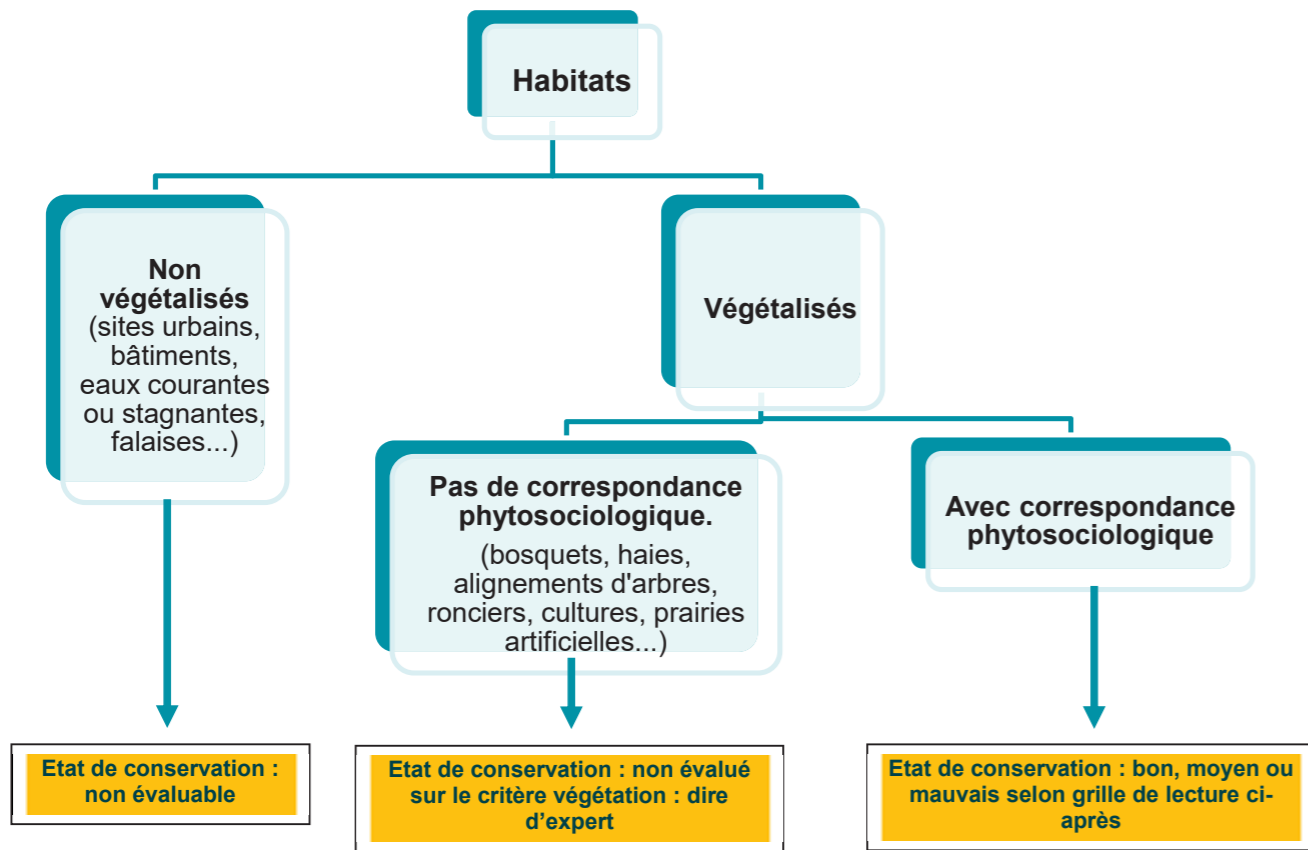 Habitats
Non
végétalisés
(sites urbains,
bâtiments,
eaux courantes
ou stagnantes,
falaises...)
Végétalisés
Pas de correspondance
phytosociologique.
(bosquets, haies,
alignements d'arbres,
ronciers, cultures, prairies
artificielles...)
Avec correspondance
phytosociologique
Etat de conservation :
non évaluable
Etat de conservation : non évalué
sur le critère végétation : dire
d’expert
Etat de conservation : bon, moyen ou
mauvais selon grille de lecture ci-
après